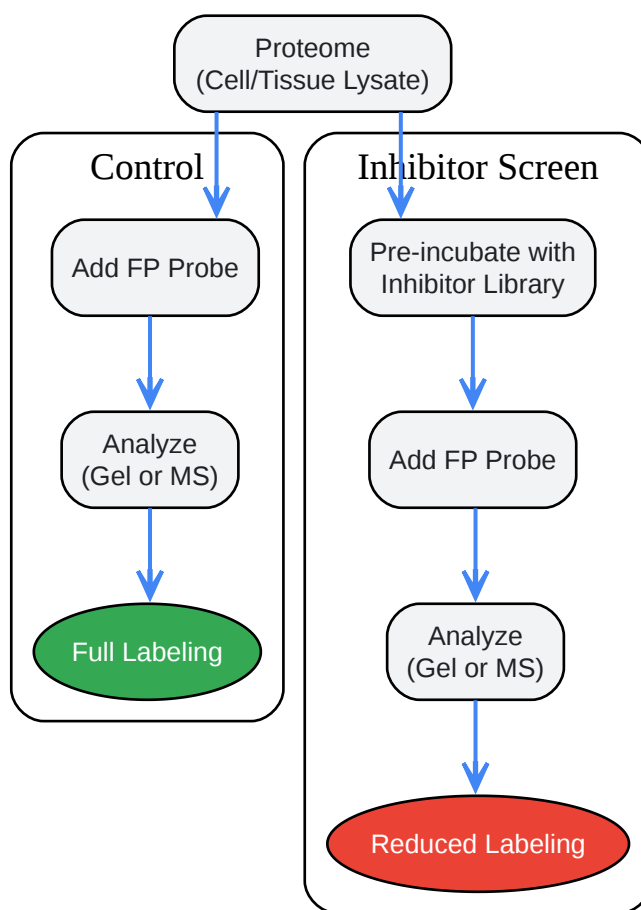 Proteome
(Cell/Tissue Lysate)
Control
Add FP Probe
Analyze
(Gel or MS)
Full Labeling
Inhibitor Screen
Pre-incubate with
Inhibitor Library
Add FP Probe
Analyze
(Gel or MS)
Reduced Labeling